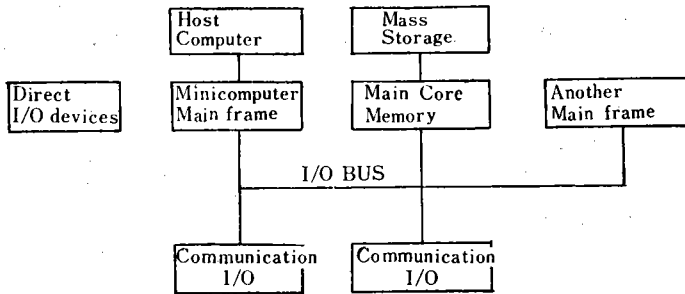 Host
Computer
Mass
Storage
Direct
I/O devices
Minicomputer
Main frame
Main Core
Memory
Another
Main frame
I/O BUS
Communication
I/O
Communication
I/O